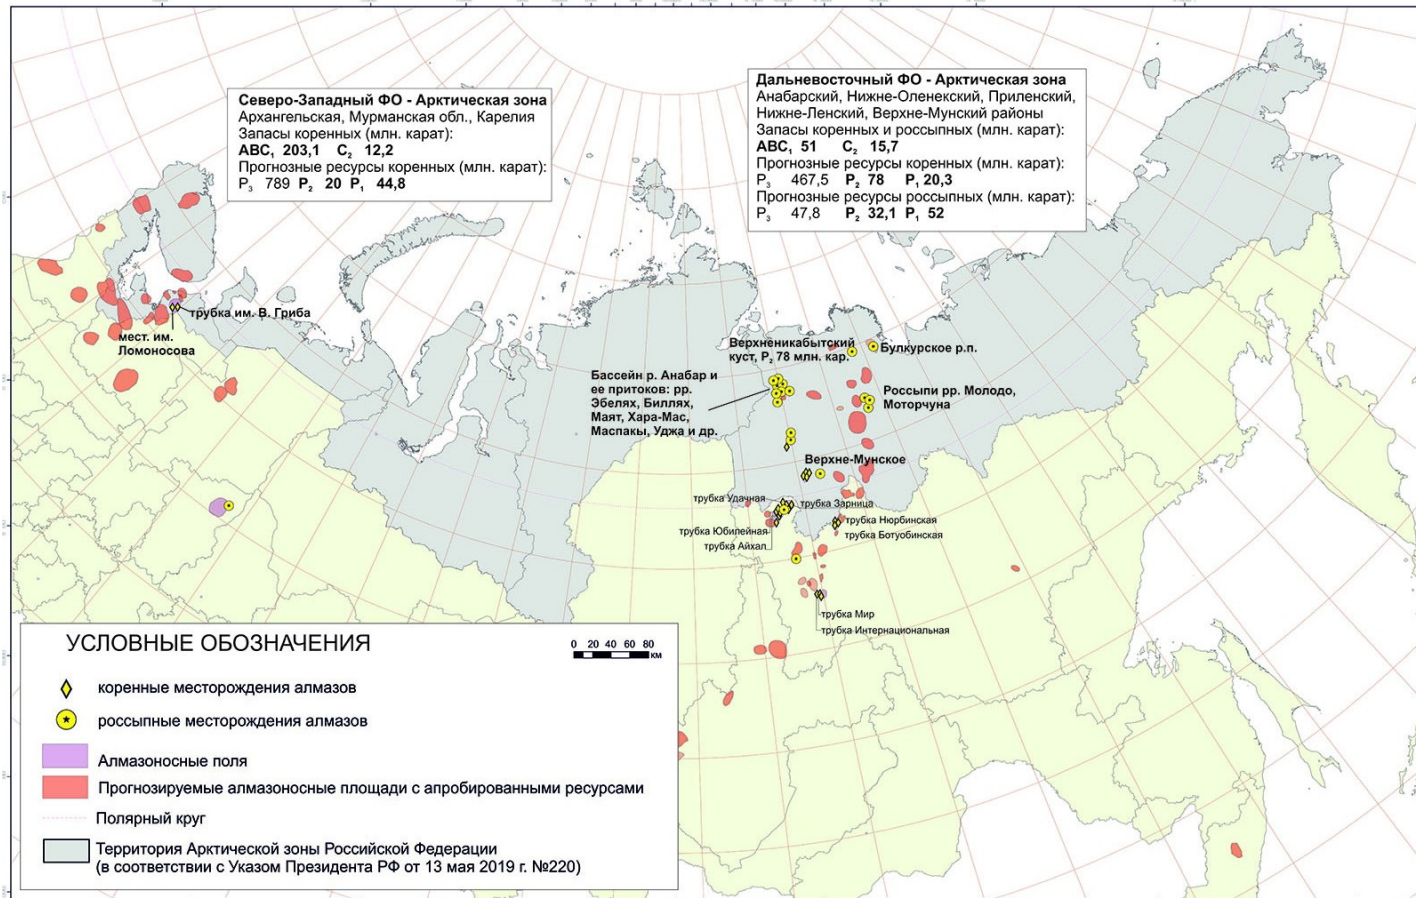 Северо-Западный ФО - Арктическая зона
Архангельская, Мурманская обл., Карелия
Запасы коренных (млн. карат):
ABC₁ 203,1 C₂ 12,2
Прогнозные ресурсы коренных (млн. карат):
P₃ 789 P₂ 20 P₁ 44,8
Дальневосточный ФО - Арктическая зона
Анабарский, Нижне-Оленекский, Приленский,
Нижне-Ленский, Верхне-Мунский районы
Запасы коренных и россыпных (млн. карат):
ABC₁ 51 C₂ 15,7
Прогнозные ресурсы коренных (млн. карат):
P₃ 467,5 P₂ 78 P₁ 20,3
Прогнозные ресурсы россыпных (млн. карат):
P₃ 47,8 P₂ 32,1 P₁ 52
трубка им. В. Гриба
мест. им.
Ломоносова
Верхненикабытский
куст, P₂ 78 млн. кар.
Булкурское р.п.
Бассейн р. Анабар и
ее притоков: рр.
Эбелях, Биллях,
Маят, Хара-Мас,
Маспакы, Уджа и др.
Россыпи рр. Молодо,
Моторчуна
Верхне-Мунское
трубка Удачная
трубка Зарница
трубка Юбилейная
трубка Айхал
трубка Нюрбинская
трубка Ботуобинская
трубка Мир
трубка Интернациональная
УСЛОВНЫЕ ОБОЗНАЧЕНИЯ
0 20 40 60 80
км
коренные месторождения алмазов
россыпные месторождения алмазов
Алмазоносные поля
Прогнозируемые алмазоносные площади с апробированными ресурсами
Полярный круг
Территория Арктической зоны Российской Федерации
(в соответствии с Указом Президента РФ от 13 мая 2019 г. №220)